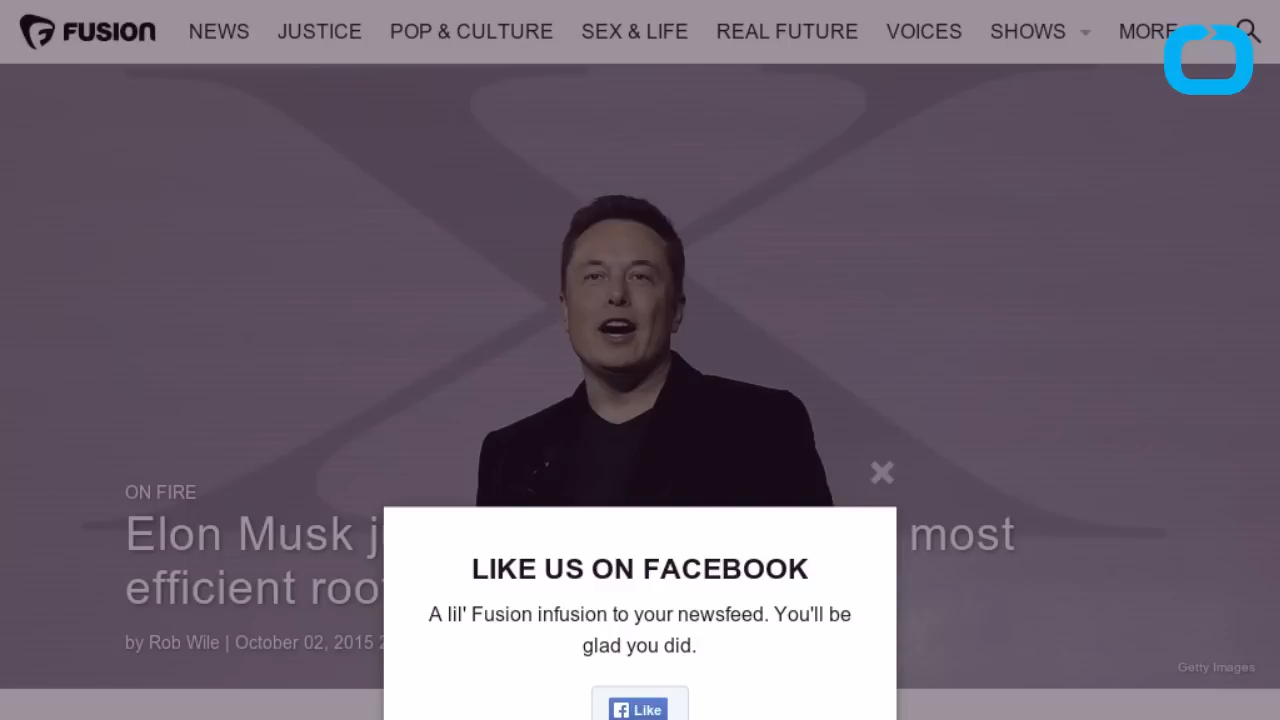 FUSION NEWS JUSTICE POP & CULTURE SEX & LIFE REAL FUTURE VOICES SHOWS MORE
ON FIRE
Elon Musk most
efficient
by Rob Wile | October 02, 2015
Getty Images
LIKE US ON FACEBOOK
A lil' Fusion infusion to your newsfeed. You'll be
glad you did.
Like